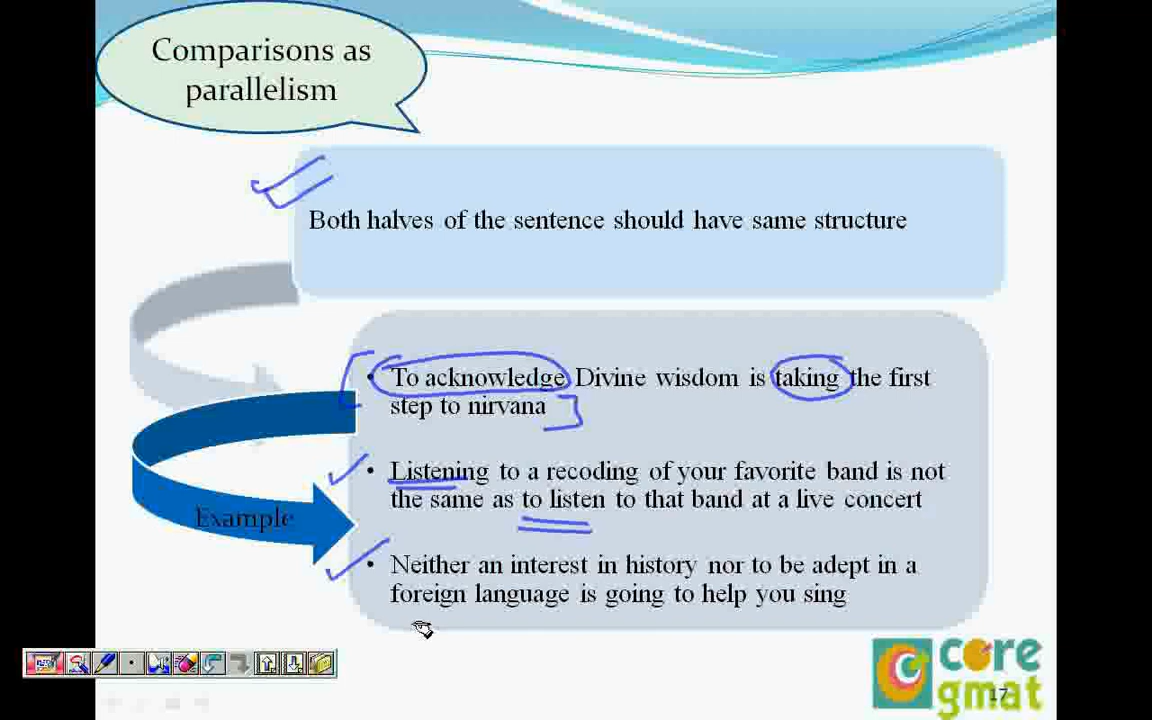 Comparisons as
parallelism
Both halves of the sentence should have same structure
• To acknowledge Divine wisdom is taking the first
step to nirvana
• Listening to a recoding of your favorite band is not
the same as to listen to that band at a live concert
Example
• Neither an interest in history nor to be adept in a
foreign language is going to help you sing
core
gmat
17